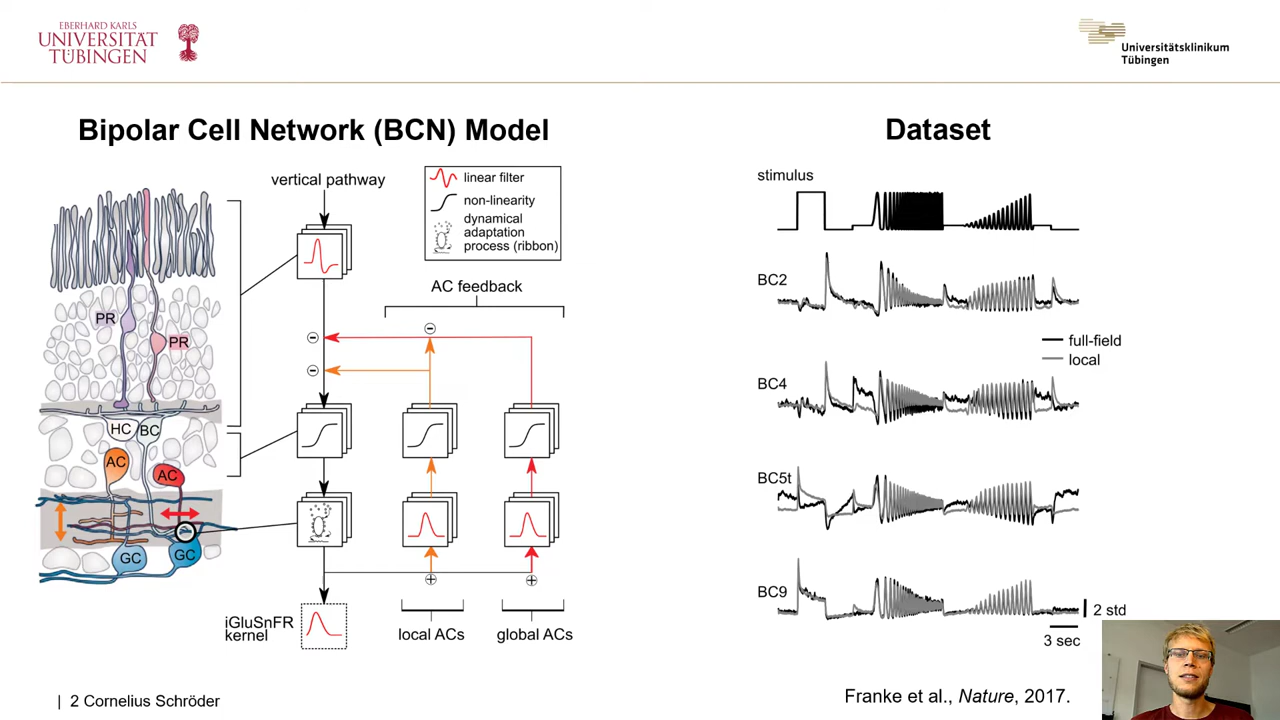 EBERHARD KARLS
UNIVERSITÄT
TÜBINGEN
Universitätsklinikum
Tübingen
Bipolar Cell Network (BCN) Model
Dataset
vertical pathway
linear filter
non-linearity
dynamical
adaptation
process (ribbon)
AC feedback
PR
PR
HC
BC
AC
AC
GC
GC
iGluSnFR
kernel
local ACs
global ACs
stimulus
BC2
full-field
local
BC4
BC5t
BC9
2 std
3 sec
| 2 Cornelius Schröder
Franke et al., Nature, 2017.